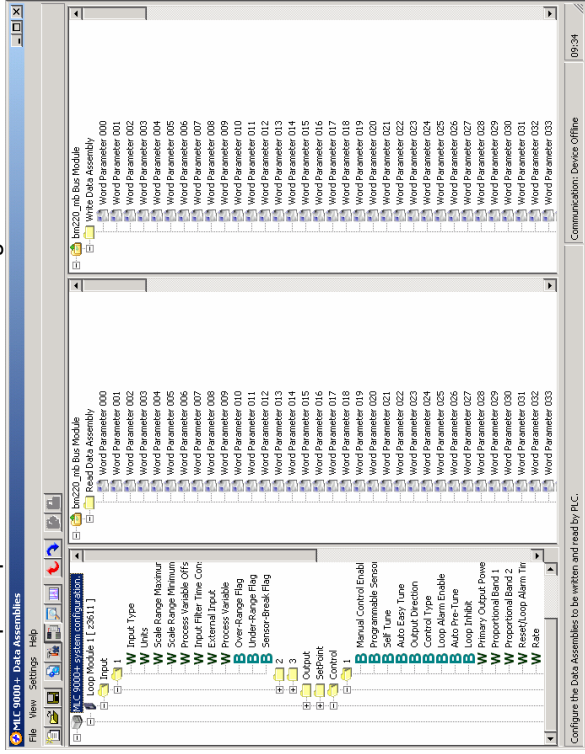 MLC 9000+ Data Assemblies
File View Settings Help
MLC 9000+ system configuration.
Loop Module 1 [ z3611 ]
Input
1
W Input Type
W Units
W Scale Range Maximur
W Scale Range Minimum
W Process Variable Offs
W Input Filter Time Con:
W External Input
W Process Variable
B Over-Range Flag
B Under-Range Flag
B Sensor-Break Flag
2
3
Output
SetPoint
Control
1
B Manual Control Enabl
B Programmable Sensor
B Self Tune
B Auto Easy Tune
B Output Direction
B Control Type
B Loop Alarm Enable
B Auto Pre-Tune
B Loop Inhibit
W Primary Output Powe
W Proportional Band 1
W Proportional Band 2
W Reset/Loop Alarm Tin
W Rate
bm220_mb Bus Module
Read Data Assembly
Word Parameter 000
Word Parameter 001
Word Parameter 002
Word Parameter 003
Word Parameter 004
Word Parameter 005
Word Parameter 006
Word Parameter 007
Word Parameter 008
Word Parameter 009
Word Parameter 010
Word Parameter 011
Word Parameter 012
Word Parameter 013
Word Parameter 014
Word Parameter 015
Word Parameter 016
Word Parameter 017
Word Parameter 018
Word Parameter 019
Word Parameter 020
Word Parameter 021
Word Parameter 022
Word Parameter 023
Word Parameter 024
Word Parameter 025
Word Parameter 026
Word Parameter 027
Word Parameter 028
Word Parameter 029
Word Parameter 030
Word Parameter 031
Word Parameter 032
Word Parameter 033
bm220_mb Bus Module
Write Data Assembly
Word Parameter 000
Word Parameter 001
Word Parameter 002
Word Parameter 003
Word Parameter 004
Word Parameter 005
Word Parameter 006
Word Parameter 007
Word Parameter 008
Word Parameter 009
Word Parameter 010
Word Parameter 011
Word Parameter 012
Word Parameter 013
Word Parameter 014
Word Parameter 015
Word Parameter 016
Word Parameter 017
Word Parameter 018
Word Parameter 019
Word Parameter 020
Word Parameter 021
Word Parameter 022
Word Parameter 023
Word Parameter 024
Word Parameter 025
Word Parameter 026
Word Parameter 027
Word Parameter 028
Word Parameter 029
Word Parameter 030
Word Parameter 031
Word Parameter 032
Word Parameter 033
Configure the Data Assemblies to be written and read by PLC.
Communication: Device Offline
09:34